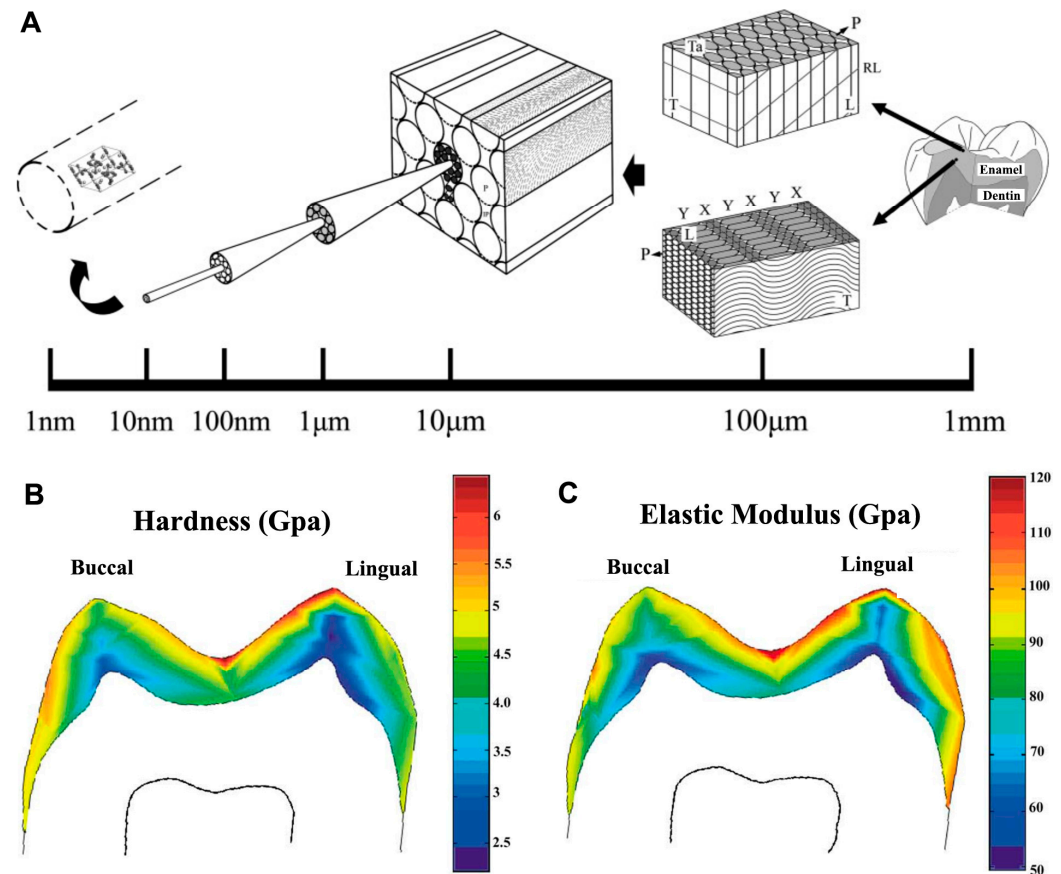 A
P
Ta
RL
T
L
Enamel
Dentin
P
IP
Y X Y X Y X
L
P
T
1nm 10nm 100nm 1μm 10μm 100μm 1mm
B
Hardness (Gpa)
Buccal
Lingual
6
5.5
5
4.5
4.0
3.5
3
2.5
C
Elastic Modulus (Gpa)
Buccal
Lingual
120
110
100
90
80
70
60
50